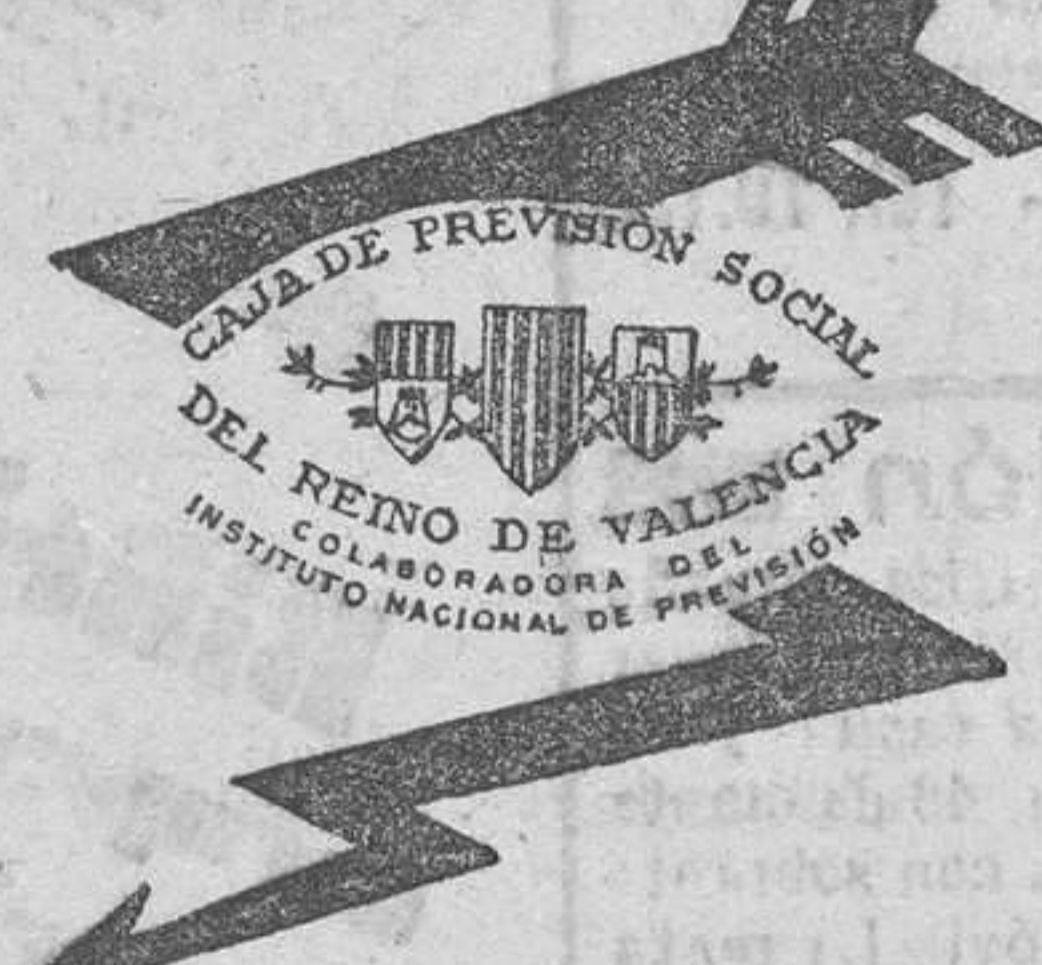 CAJA DE PREVISIÓN SOCIAL
DEL REINO DE VALENCIA
COLABORADORA DEL
INSTITUTO NACIONAL DE PREVISIÓN